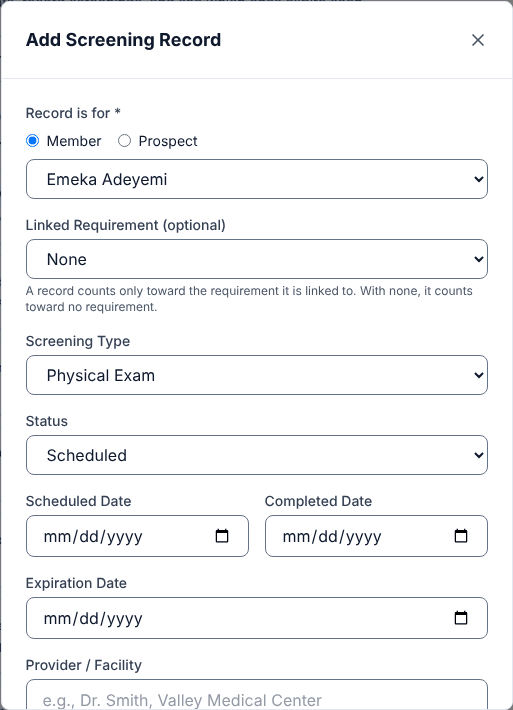 Add Screening Record
Record is for *
Member Prospect
Emeka Adeyemi
Linked Requirement (optional)
None
A record counts only toward the requirement it is linked to. With none, it counts
toward no requirement.
Screening Type
Physical Exam
Status
Scheduled
Scheduled Date Completed Date
mm/dd/yyyy mm/dd/yyyy
Expiration Date
mm/dd/yyyy
Provider / Facility
e.g., Dr. Smith, Valley Medical Center